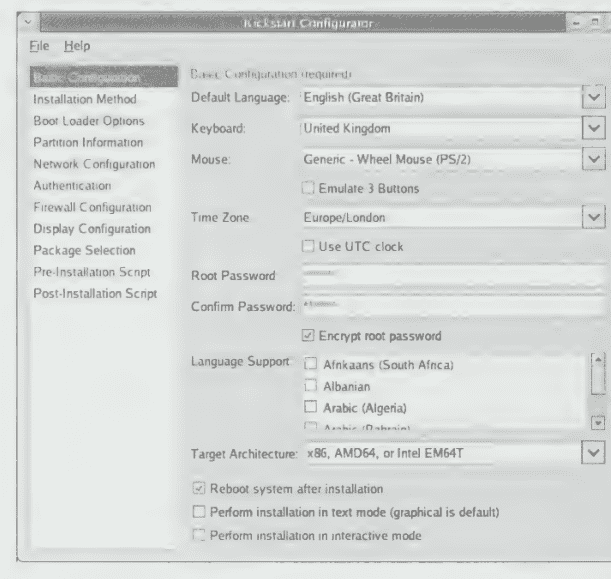 Kickstart Configurator
File Help
Basic Configuration
Installation Method
Boot Loader Options
Partition Information
Network Configuration
Authentication
Firewall Configuration
Display Configuration
Package Selection
Pre-Installation Script
Post-Installation Script
Basic Configuration (required)
Default Language: English (Great Britain)
Keyboard: United Kingdom
Mouse: Generic - Wheel Mouse (PS/2)
Emulate 3 Buttons
Time Zone Europe/London
Use UTC clock
Root Password
Confirm Password:
Encrypt root password
Language Support: Afrikaans (South Africa)
Albanian
Arabic (Algeria)
Arabic (Bahrain)
Target Architecture: x86, AMD64, or Intel EM64T
Reboot system after installation
Perform installation in text mode (graphical is default)
Perform installation in interactive mode